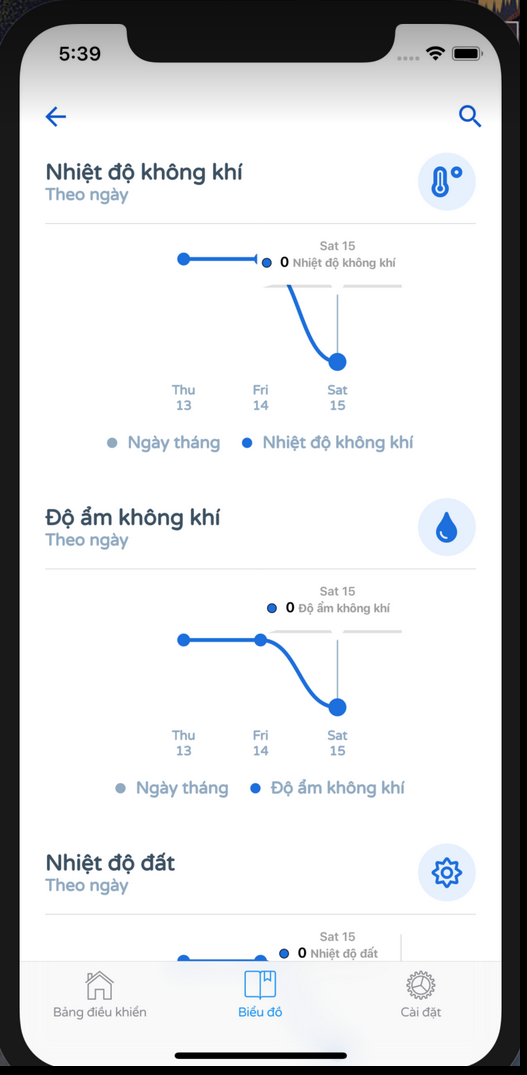 5:39
Nhiệt độ không khí
Theo ngày
Sat 15
0 Nhiệt độ không khí
Thu Fri Sat
13 14 15
Ngày tháng Nhiệt độ không khí
Độ ẩm không khí
Theo ngày
Sat 15
0 Độ ẩm không khí
Thu Fri Sat
13 14 15
Ngày tháng Độ ẩm không khí
Nhiệt độ đất
Theo ngày
Sat 15
0 Nhiệt độ đất
Bảng điều khiển Biểu đồ Cài đặt